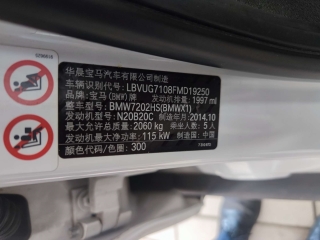 华晨宝马汽车有限公司制造
车辆识别代号: LBVUG7108FMD19250
发动机排量: 1997 ml
品牌: 宝马(BMW)牌
整车型号: BMW7202HS(BMWX1)
发动机型号: N20B20C 制造年月: 2014.10
最大允许总质量: 2060 kg 乘坐人数: 5人
发动机最大净功率: 115 kW 中国制造
颜色代码/色圈: 300